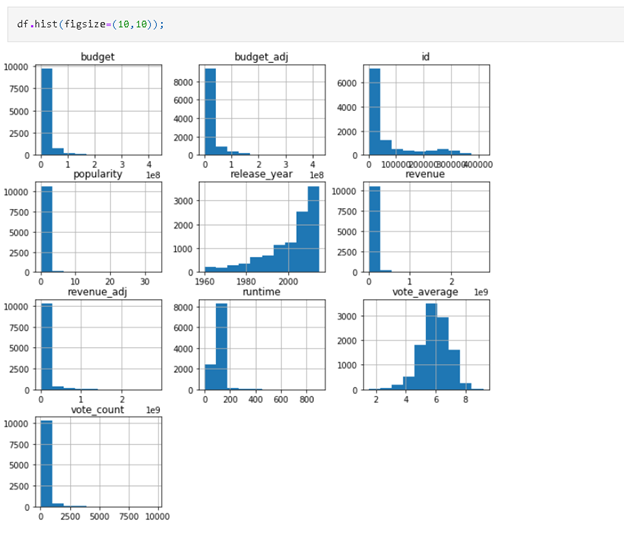 df.hist(figsize=(10,10));
budget budget_adj id
10000
7500
5000
2500
0
0 1 2 3 4
1e8
8000
6000
4000
2000
0
0 1 2 3 4
1e8
6000
4000
2000
0
0 100000 200000 300000 400000
popularity release_year revenue
10000
7500
5000
2500
0
0 10 20 30
3000
2000
1000
0
1960 1980 2000
10000
7500
5000
2500
0
0 1 2
1e9
revenue_adj runtime vote_average
10000
7500
5000
2500
0
0 1 2
1e9
8000
6000
4000
2000
0
0 200 400 600 800
3000
2000
1000
0
2 4 6 8
vote_count
10000
7500
5000
2500
0
0 2500 5000 7500 10000